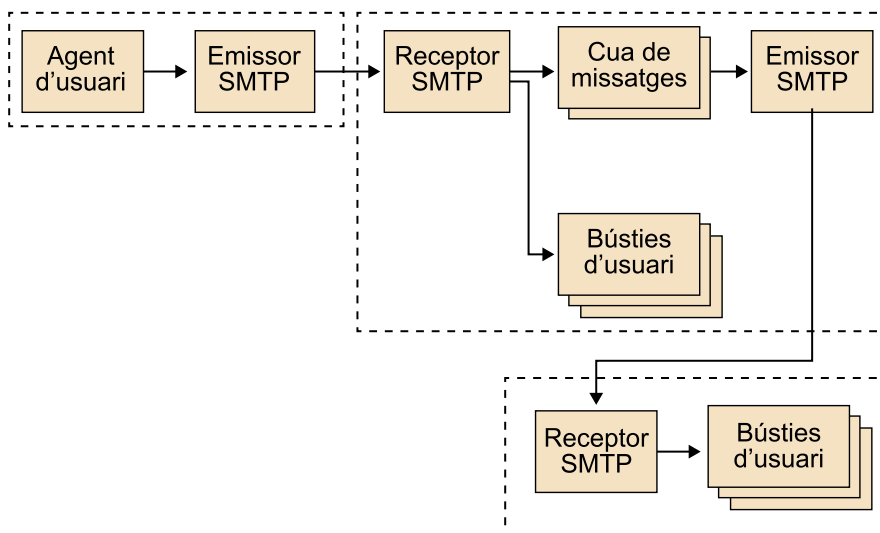 Agent
d’usuari
Emissor
SMTP
Receptor
SMTP
Cua de
missatges
Emissor
SMTP
Bústies
d’usuari
Receptor
SMTP
Bústies
d’usuari